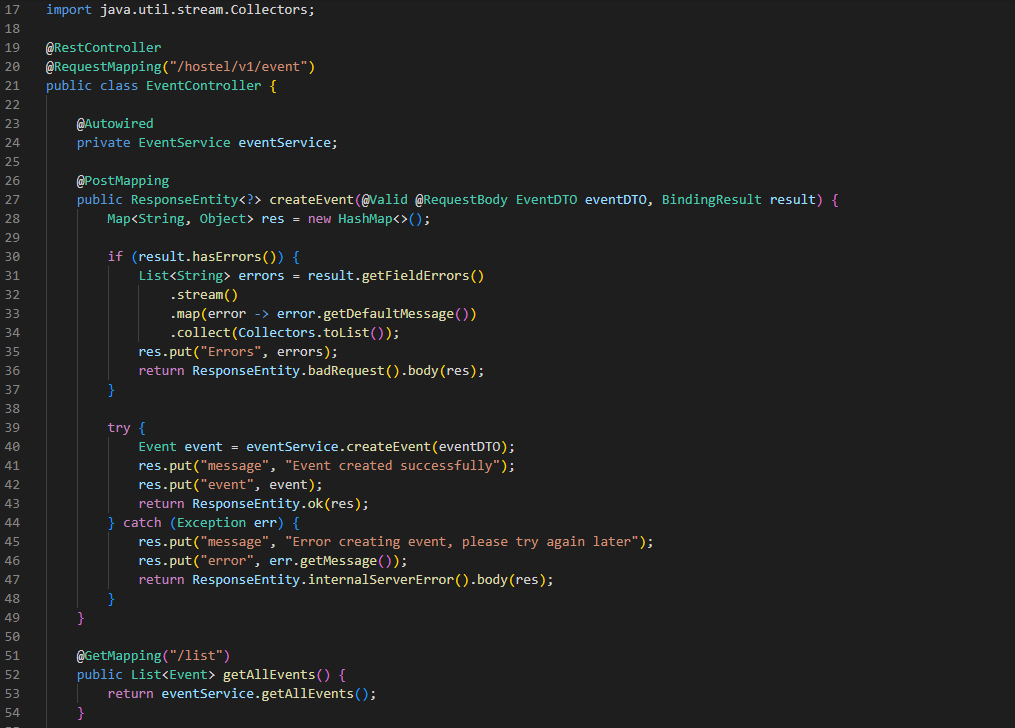 17 import java.util.stream.Collectors;
18
19 @RestController
20 @RequestMapping("/hostel/v1/event")
21 public class EventController {
22
23     @Autowired
24     private EventService eventService;
25
26     @PostMapping
27     public ResponseEntity<?> createEvent(@Valid @RequestBody EventDTO eventDTO, BindingResult result) {
28         Map<String, Object> res = new HashMap<>();
29
30         if (result.hasErrors()) {
31             List<String> errors = result.getFieldErrors()
32                 .stream()
33                 .map(error -> error.getDefaultMessage())
34                 .collect(Collectors.toList());
35             res.put("Errors", errors);
36             return ResponseEntity.badRequest().body(res);
37         }
38
39         try {
40             Event event = eventService.createEvent(eventDTO);
41             res.put("message", "Event created successfully");
42             res.put("event", event);
43             return ResponseEntity.ok(res);
44         } catch (Exception err) {
45             res.put("message", "Error creating event, please try again later");
46             res.put("error", err.getMessage());
47             return ResponseEntity.internalServerError().body(res);
48         }
49     }
50
51     @GetMapping("/list")
52     public List<Event> getAllEvents() {
53         return eventService.getAllEvents();
54     }